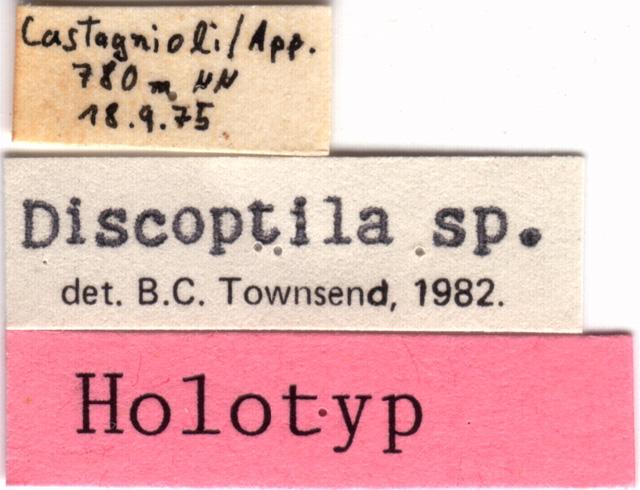 Castagnioli/App.
780 m NN
18.9.75
Discoptila sp.
det. B.C. Townsend, 1982.
Holotyp